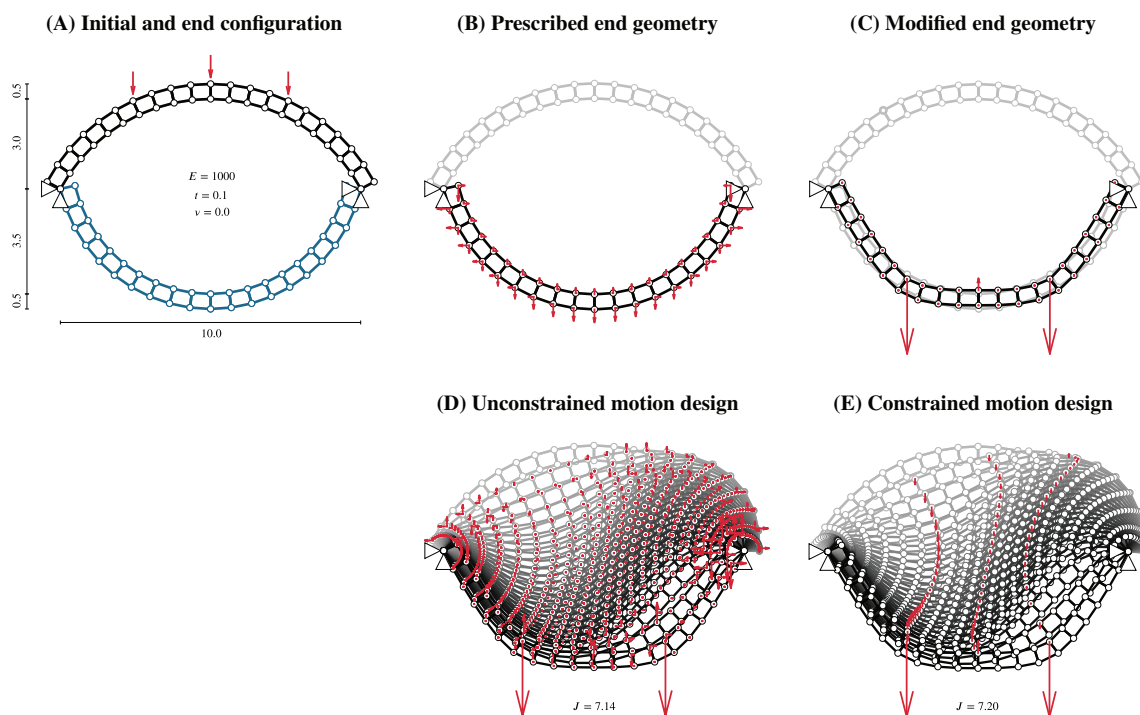 (A) Initial and end configuration
(B) Prescribed end geometry
(C) Modified end geometry
0.5
3.0
3.5
0.5
E = 1000
t = 0.1
ν = 0.0
10.0
(D) Unconstrained motion design
(E) Constrained motion design
J = 7.14
J = 7.20